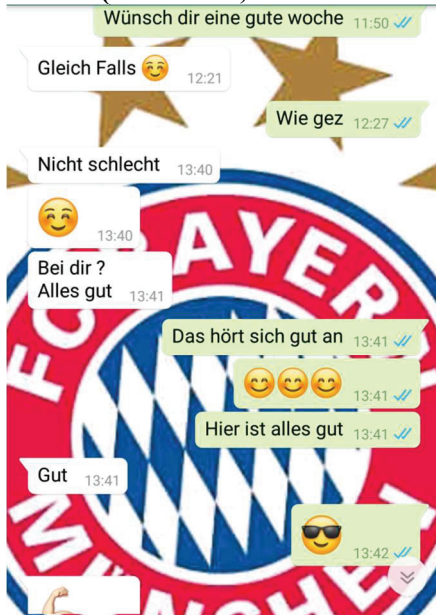 Wünsch dir eine gute woche 11:50
Gleich Falls 😊 12:21
Wie gez 12:27
Nicht schlecht 13:40
😊 13:40
Bei dir ?
Alles gut 13:41
Das hört sich gut an 13:41
😊😊😊 13:41
Hier ist alles gut 13:41
Gut 13:41
😎 13:42
💪
FC BAYERN
MÜNCHEN